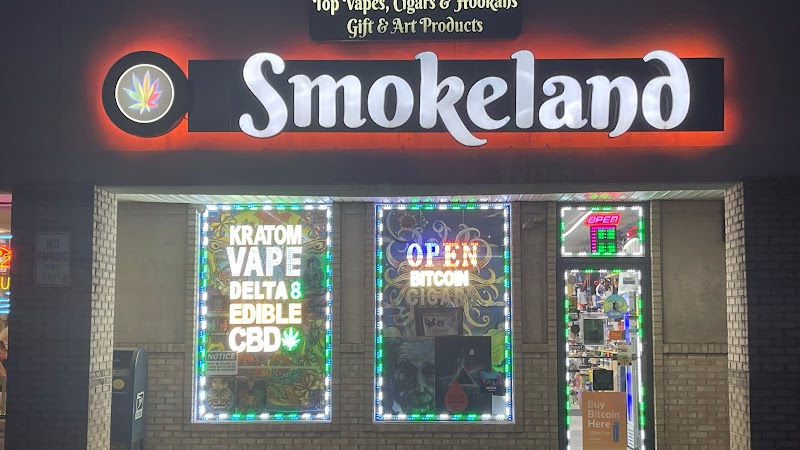 Top Vapes, Cigars & Hookahs
Gift & Art Products
Smokeland
KRATOM
VAPE
DELTA 8
EDIBLE
CBD
NOTICE
OPEN
BITCOIN
CIGAR
OPEN
Buy
Bitcoin
Here
NO
PARKING